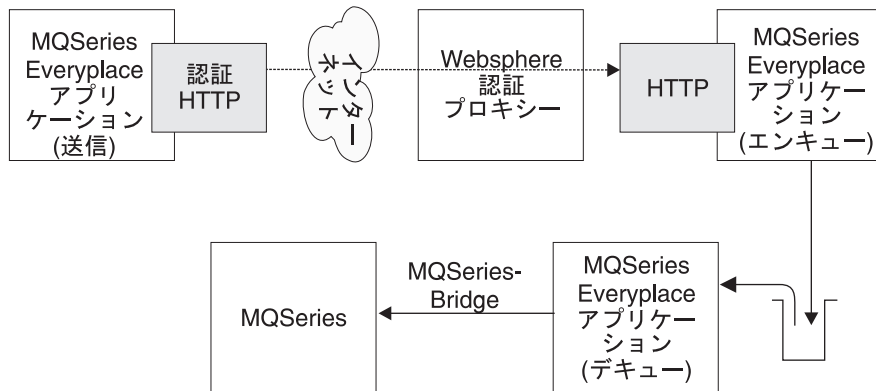 MQSeries
Everyplace
アプリ
ケーション
(送信)
認証
HTTP
インター
ネット
Websphere
認証
プロキシー
HTTP
MQSeries
Everyplace
アプリケー
ション
(エンキュー)
MQSeries
MQSeries-
Bridge
MQSeries
Everyplace
アプリケー
ション
(デキュー)